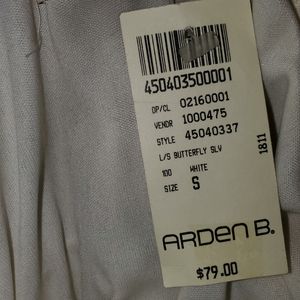 450403500001
DP/CL 02160001
VENDR 1000475
STYLE 45040337
L/S BUTTERFLY SLV
100 WHITE
SIZE S
1811
ARDEN B.
$79.00